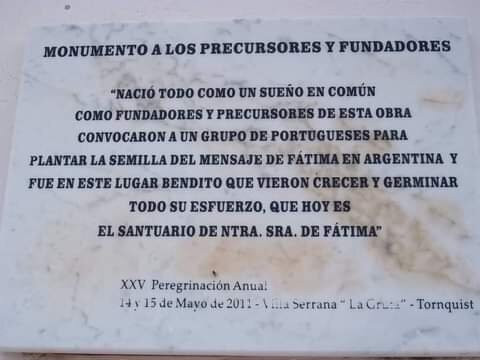 MONUMENTO A LOS PRECURSORES Y FUNDADORES
“NACIÓ TODO COMO UN SUEÑO EN COMÚN
COMO FUNDADORES Y PRECURSORES DE ESTA OBRA
CONVOCARON A UN GRUPO DE PORTUGUESES PARA
PLANTAR LA SEMILLA DEL MENSAJE DE FÁTIMA EN ARGENTINA Y
FUE EN ESTE LUGAR BENDITO QUE VIERON CRECER Y GERMINAR
TODO SU ESFUERZO, QUE HOY ES
EL SANTUARIO DE NTRA. SRA. DE FÁTIMA”
XXV Peregrinación Anual
14 y 15 de Mayo de 2011 - Villa Serrana “ La Gruta” - Tornquist